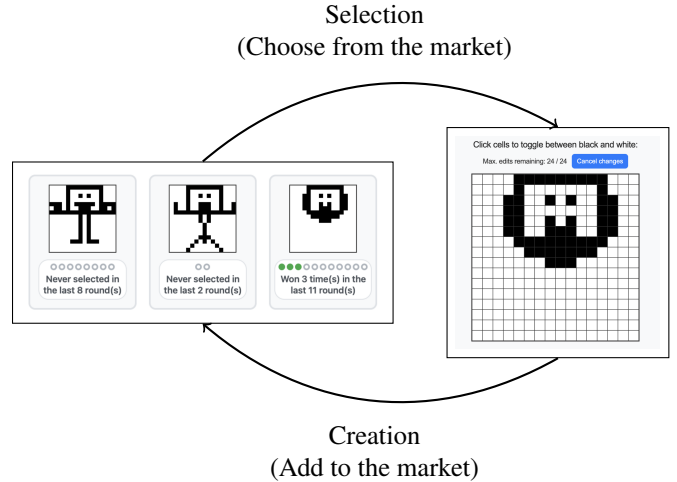 Selection
(Choose from the market)
Click cells to toggle between black and white:
Max. edits remaining: 24 / 24 Cancel changes
Never selected in
the last 8 round(s)
Never selected in
the last 2 round(s)
Won 3 time(s) in the
last 11 round(s)
Creation
(Add to the market)